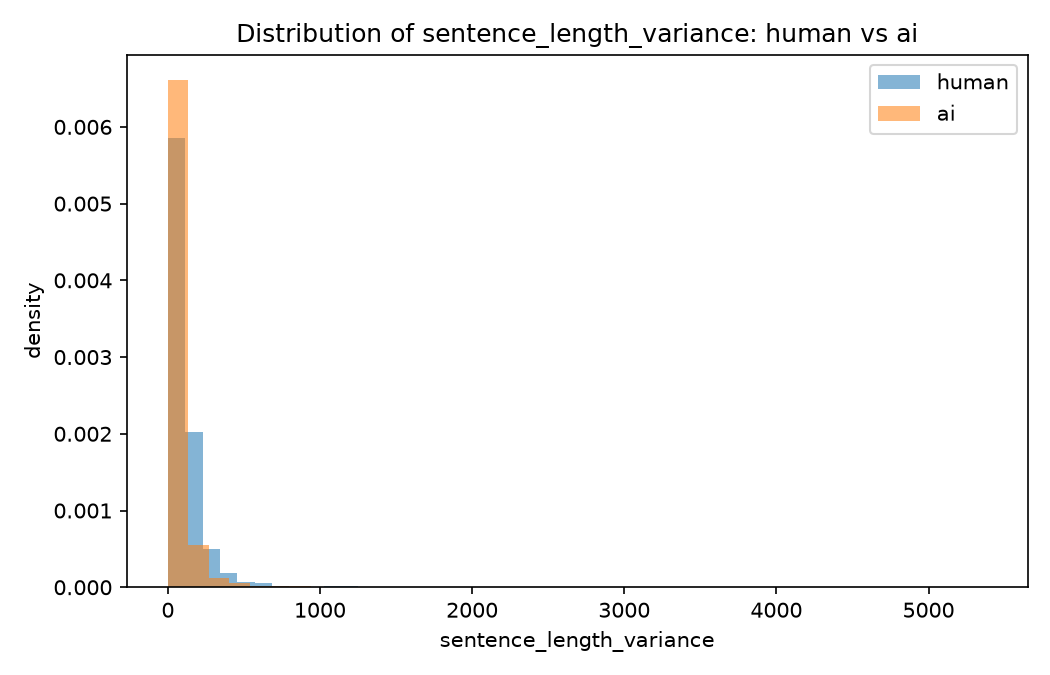 Distribution of sentence_length_variance: human vs ai
human
ai
density
0.006
0.005
0.004
0.003
0.002
0.001
0.000
0
1000
2000
3000
4000
5000
sentence_length_variance